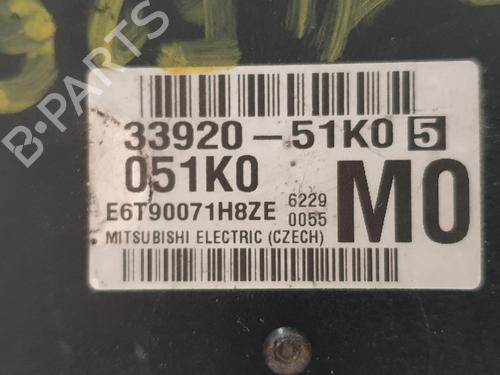 33920-51K0 5
051K0
M0
E6T90071H8ZE
6229
0055
MITSUBISHI ELECTRIC (CZECH)
B-PARTS